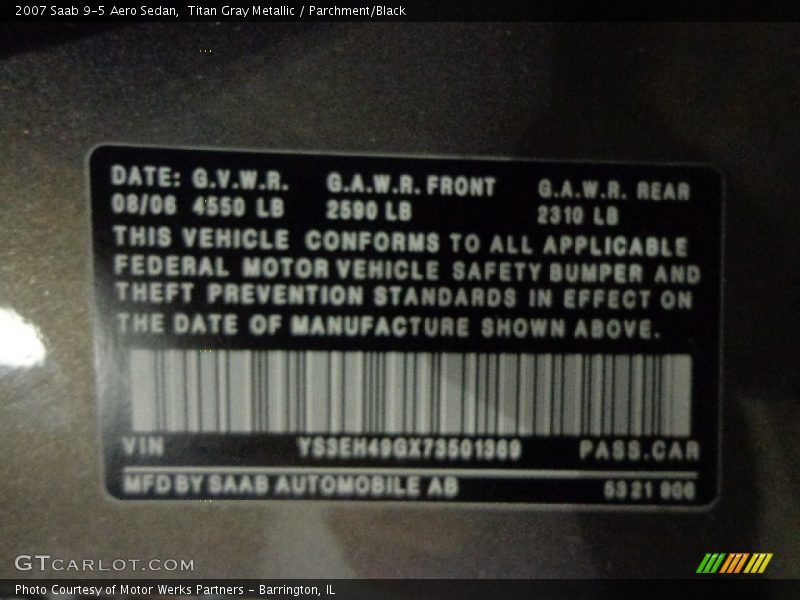 2007 Saab 9-5 Aero Sedan, Titan Gray Metallic / Parchment/Black
DATE: G.V.W.R. G.A.W.R. FRONT G.A.W.R. REAR
08/06 4550 LB 2590 LB 2310 LB
THIS VEHICLE CONFORMS TO ALL APPLICABLE
FEDERAL MOTOR VEHICLE SAFETY BUMPER AND
THEFT PREVENTION STANDARDS IN EFFECT ON
THE DATE OF MANUFACTURE SHOWN ABOVE.
VIN YS3EH49GX73501369 PASS.CAR
MFD BY SAAB AUTOMOBILE AB 53 21 906
GTCARLOT.COM
Photo Courtesy of Motor Werks Partners - Barrington, IL